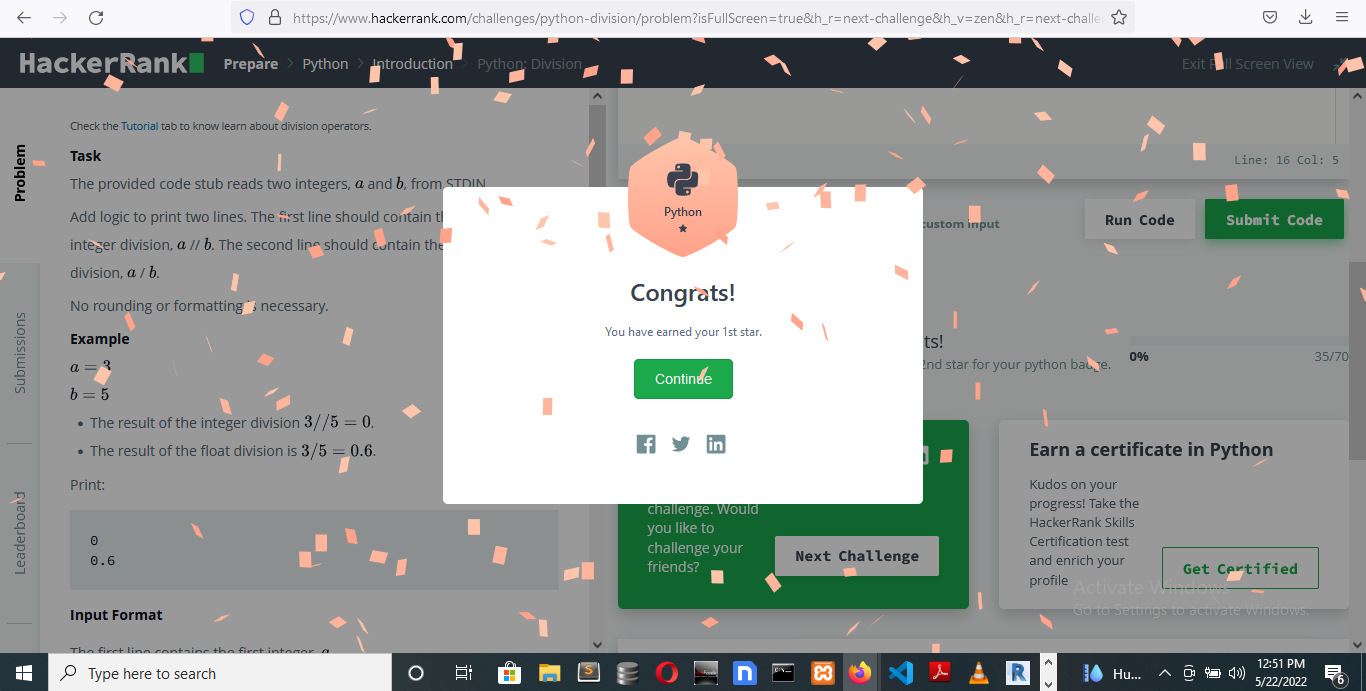 https://www.hackerrank.com/challenges/python-division/problem?isFullScreen=true&h_r=next-challenge&h_v=zen&h_r=next-challe
HackerRank
Prepare > Python > Introduction > Python: Division
Exit Full Screen View
Problem
Submissions
Leaderboard
Check the Tutorial tab to know learn about division operators.
Task
The provided code stub reads two integers, a and b, from STDIN
Add logic to print two lines. The first line should contain th
integer division, a // b. The second line should contain the
division, a / b.
No rounding or formatting is necessary.
Example
a = 3
b = 5
• The result of the integer division 3//5 = 0.
• The result of the float division is 3/5 = 0.6.
Print:
0
0.6
Input Format
The first line contains the first integer, a
Python
Congrats!
You have earned your 1st star.
Continue
Line: 16 Col: 5
custom input
Run Code
Submit Code
ts!
2nd star for your python badge.
0%
35/70
challenge. Would
you like to
challenge your
friends?
Next Challenge
Earn a certificate in Python
Kudos on your
progress! Take the
HackerRank Skills
Certification test
and enrich your
profile
Get Certified
Activate Windows
Go to Settings to activate Windows.
Type here to search
Hu...
12:51 PM
5/22/2022
6